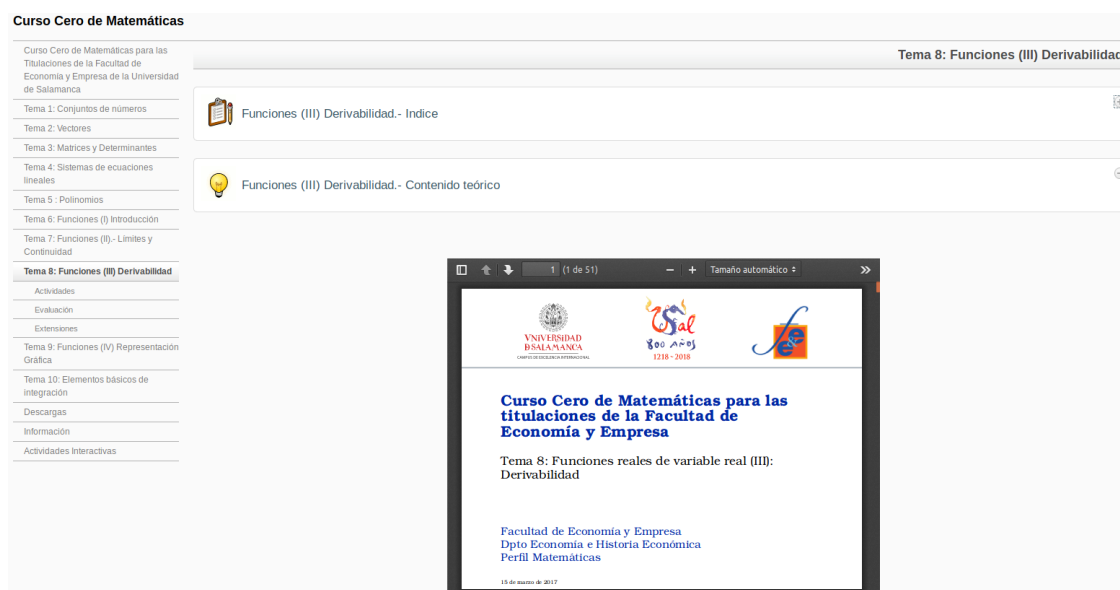 Curso Cero de Matemáticas
Curso Cero de Matemáticas para las
Titulaciones de la Facultad de
Economía y Empresa de la Universidad
de Salamanca
Tema 1: Conjuntos de números
Tema 2: Vectores
Tema 3: Matrices y Determinantes
Tema 4: Sistemas de ecuaciones
lineales
Tema 5 : Polinomios
Tema 6: Funciones (I) Introducción
Tema 7: Funciones (II).- Límites y
Continuidad
Tema 8: Funciones (III) Derivabilidad
Actividades
Evaluación
Extensiones
Tema 9: Funciones (IV) Representación
Gráfica
Tema 10: Elementos básicos de
integración
Descargas
Información
Actividades Interactivas
Tema 8: Funciones (III) Derivabilidad
Funciones (III) Derivabilidad.- Indice
Funciones (III) Derivabilidad.- Contenido teórico
1 (1 de 51)
Tamaño automático
VNIVERSIDAD
D SALAMANCA
CAMPUS DE EXCELENCIA INTERNACIONAL
USal
800 AÑOS
1218 - 2018
Curso Cero de Matemáticas para las
titulaciones de la Facultad de
Economía y Empresa
Tema 8: Funciones reales de variable real (III):
Derivabilidad
Facultad de Economía y Empresa
Dpto Economía e Historia Económica
Perfil Matemáticas
15 de marzo de 2017